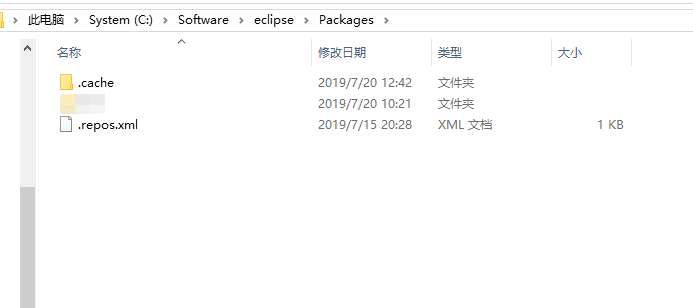 此电脑 > System (C:) > Software > eclipse > Packages >
名称 修改日期 类型 大小
.cache 2019/7/20 12:42 文件夹
2019/7/20 10:21 文件夹
.repos.xml 2019/7/15 20:28 XML 文档 1 KB